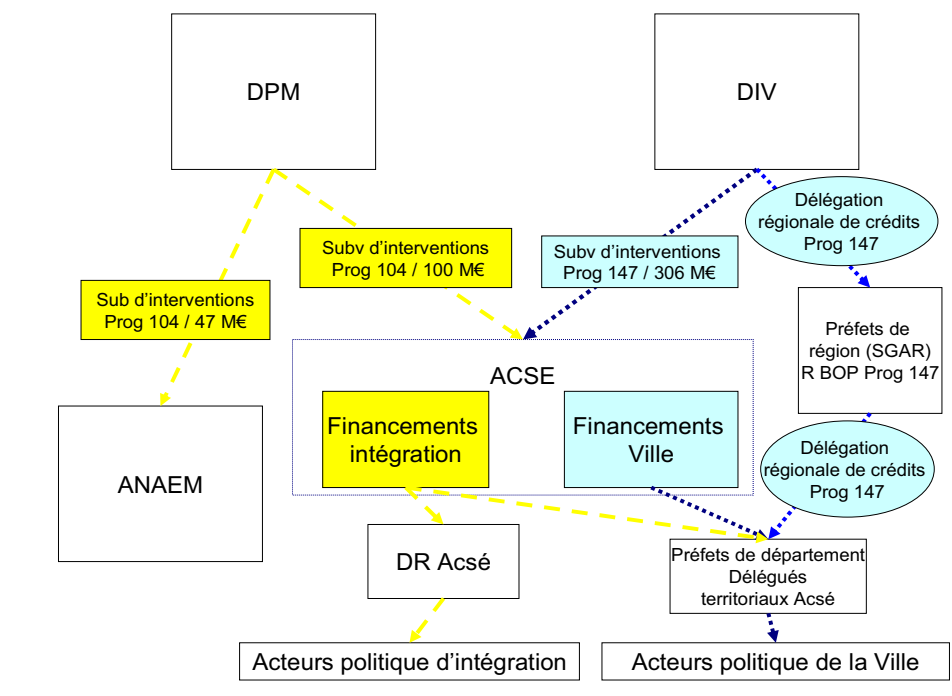 DPM
DIV
Délégation
régionale de crédits
Prog 147
Subv d'interventions
Prog 104 / 100 M€
Subv d'interventions
Prog 147 / 306 M€
Sub d'interventions
Prog 104 / 47 M€
Préfets de
région (SGAR)
R BOP Prog 147
ACSE
Financements
intégration
Financements
Ville
ANAEM
Délégation
régionale de crédits
Prog 147
DR Acsé
Préfets de département
Délégués
territoriaux Acsé
Acteurs politique d'intégration
Acteurs politique de la Ville